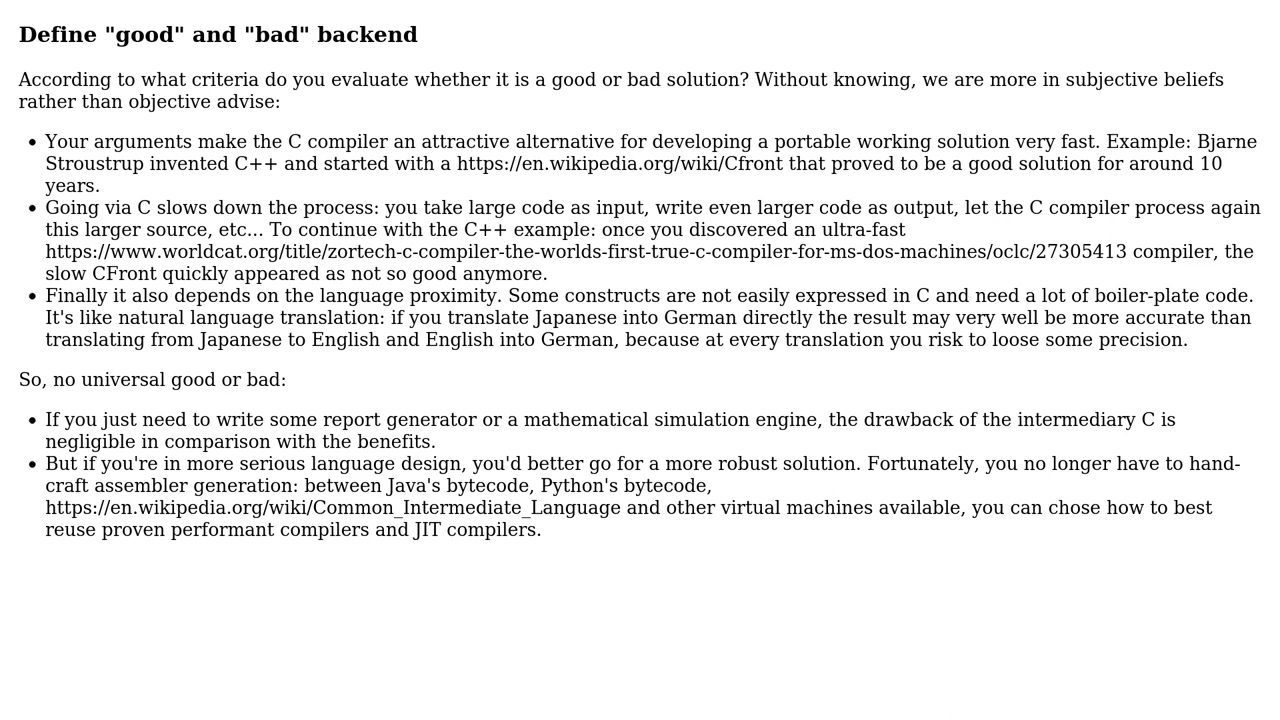 Define "good" and "bad" backend
According to what criteria do you evaluate whether it is a good or bad solution? Without knowing, we are more in subjective beliefs
rather than objective advise:
• Your arguments make the C compiler an attractive alternative for developing a portable working solution very fast. Example: Bjarne
Stroustrup invented C++ and started with a https://en.wikipedia.org/wiki/Cfront that proved to be a good solution for around 10
years.
• Going via C slows down the process: you take large code as input, write even larger code as output, let the C compiler process again
this larger source, etc... To continue with the C++ example: once you discovered an ultra-fast
https://www.worldcat.org/title/zortech-c-compiler-the-worlds-first-true-c-compiler-for-ms-dos-machines/oclc/27305413 compiler, the
slow CFront quickly appeared as not so good anymore.
• Finally it also depends on the language proximity. Some constructs are not easily expressed in C and need a lot of boiler-plate code.
It's like natural language translation: if you translate Japanese into German directly the result may very well be more accurate than
translating from Japanese to English and English into German, because at every translation you risk to loose some precision.
So, no universal good or bad:
• If you just need to write some report generator or a mathematical simulation engine, the drawback of the intermediary C is
negligible in comparison with the benefits.
• But if you're in more serious language design, you'd better go for a more robust solution. Fortunately, you no longer have to hand-
craft assembler generation: between Java's bytecode, Python's bytecode,
https://en.wikipedia.org/wiki/Common_Intermediate_Language and other virtual machines available, you can chose how to best
reuse proven performant compilers and JIT compilers.